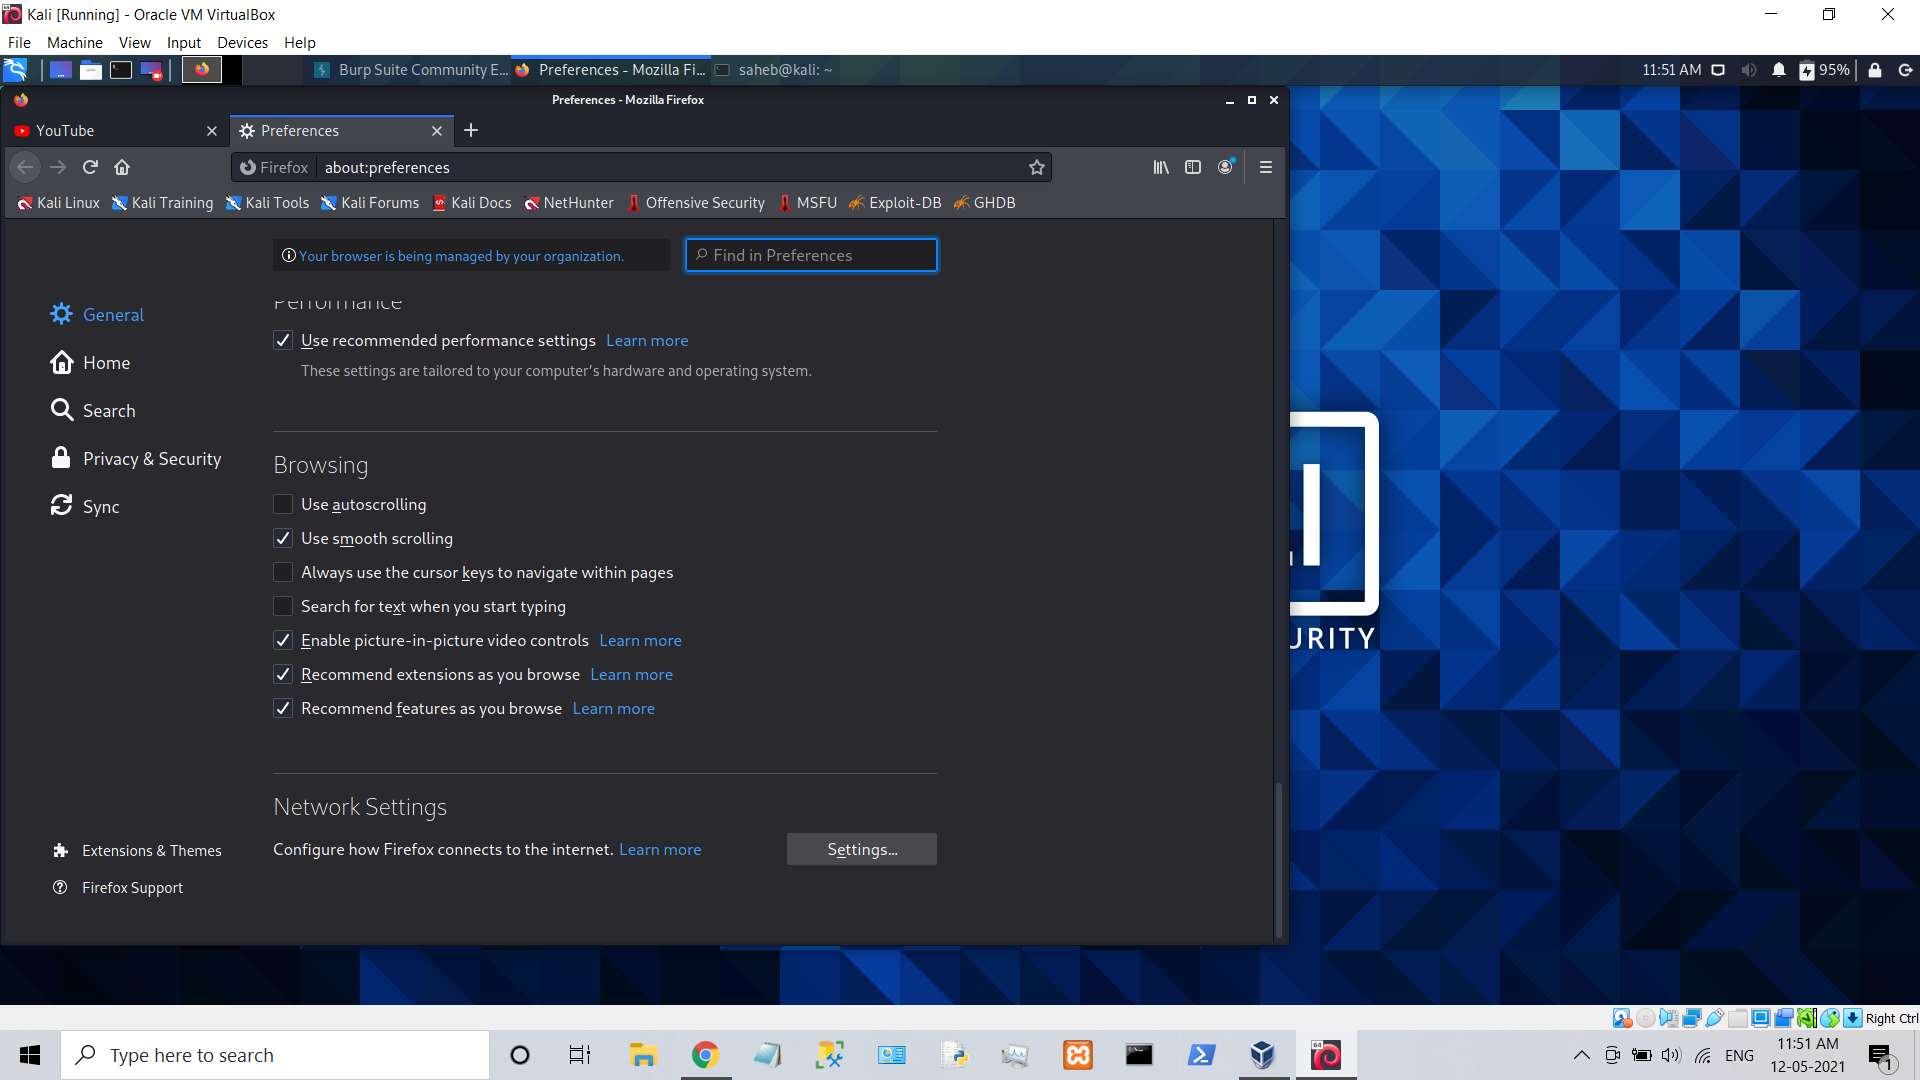 Kali [Running] - Oracle VM VirtualBox
File Machine View Input Devices Help
Burp Suite Community E... Preferences - Mozilla Fi... saheb@kali: ~ 11:51 AM 95%
Preferences - Mozilla Firefox
YouTube Preferences
Firefox about:preferences
Kali Linux Kali Training Kali Tools Kali Forums Kali Docs NetHunter Offensive Security MSFU Exploit-DB GHDB
Your browser is being managed by your organization. Find in Preferences
General
Home
Search
Privacy & Security
Sync
Extensions & Themes
Firefox Support
Performance
Use recommended performance settings Learn more
These settings are tailored to your computer's hardware and operating system.
Browsing
Use autoscrolling
Use smooth scrolling
Always use the cursor keys to navigate within pages
Search for text when you start typing
Enable picture-in-picture video controls Learn more
Recommend extensions as you browse Learn more
Recommend features as you browse Learn more
Network Settings
Configure how Firefox connects to the internet. Learn more Settings...
URITY
Right Ctrl
Type here to search
ENG 11:51 AM
12-05-2021
1